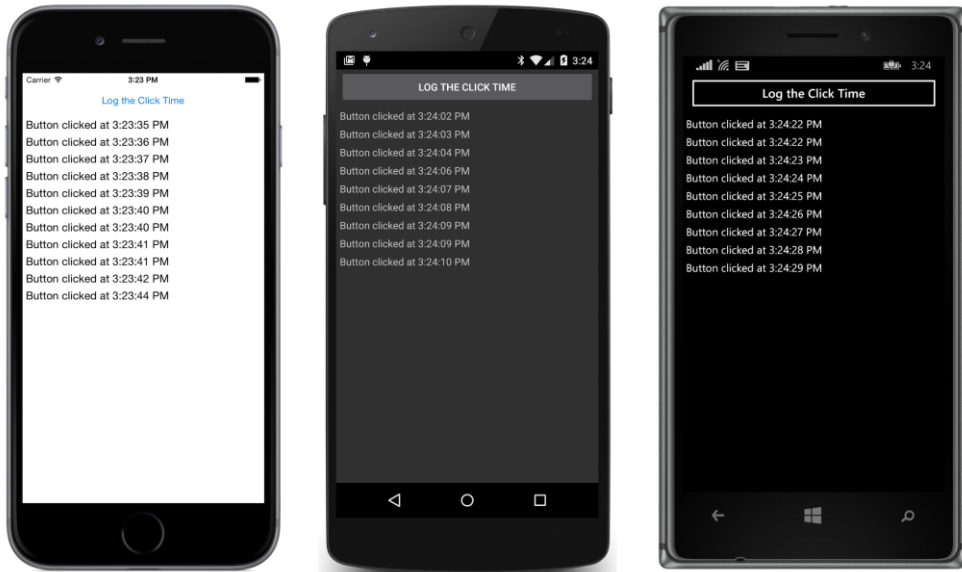 Carrier 3:23 PM
Log the Click Time
Button clicked at 3:23:35 PM
Button clicked at 3:23:36 PM
Button clicked at 3:23:37 PM
Button clicked at 3:23:38 PM
Button clicked at 3:23:39 PM
Button clicked at 3:23:40 PM
Button clicked at 3:23:40 PM
Button clicked at 3:23:41 PM
Button clicked at 3:23:41 PM
Button clicked at 3:23:42 PM
Button clicked at 3:23:44 PM
3:24
LOG THE CLICK TIME
Button clicked at 3:24:02 PM
Button clicked at 3:24:03 PM
Button clicked at 3:24:04 PM
Button clicked at 3:24:06 PM
Button clicked at 3:24:07 PM
Button clicked at 3:24:08 PM
Button clicked at 3:24:09 PM
Button clicked at 3:24:09 PM
Button clicked at 3:24:10 PM
3:24
Log the Click Time
Button clicked at 3:24:22 PM
Button clicked at 3:24:22 PM
Button clicked at 3:24:23 PM
Button clicked at 3:24:24 PM
Button clicked at 3:24:25 PM
Button clicked at 3:24:26 PM
Button clicked at 3:24:27 PM
Button clicked at 3:24:28 PM
Button clicked at 3:24:29 PM